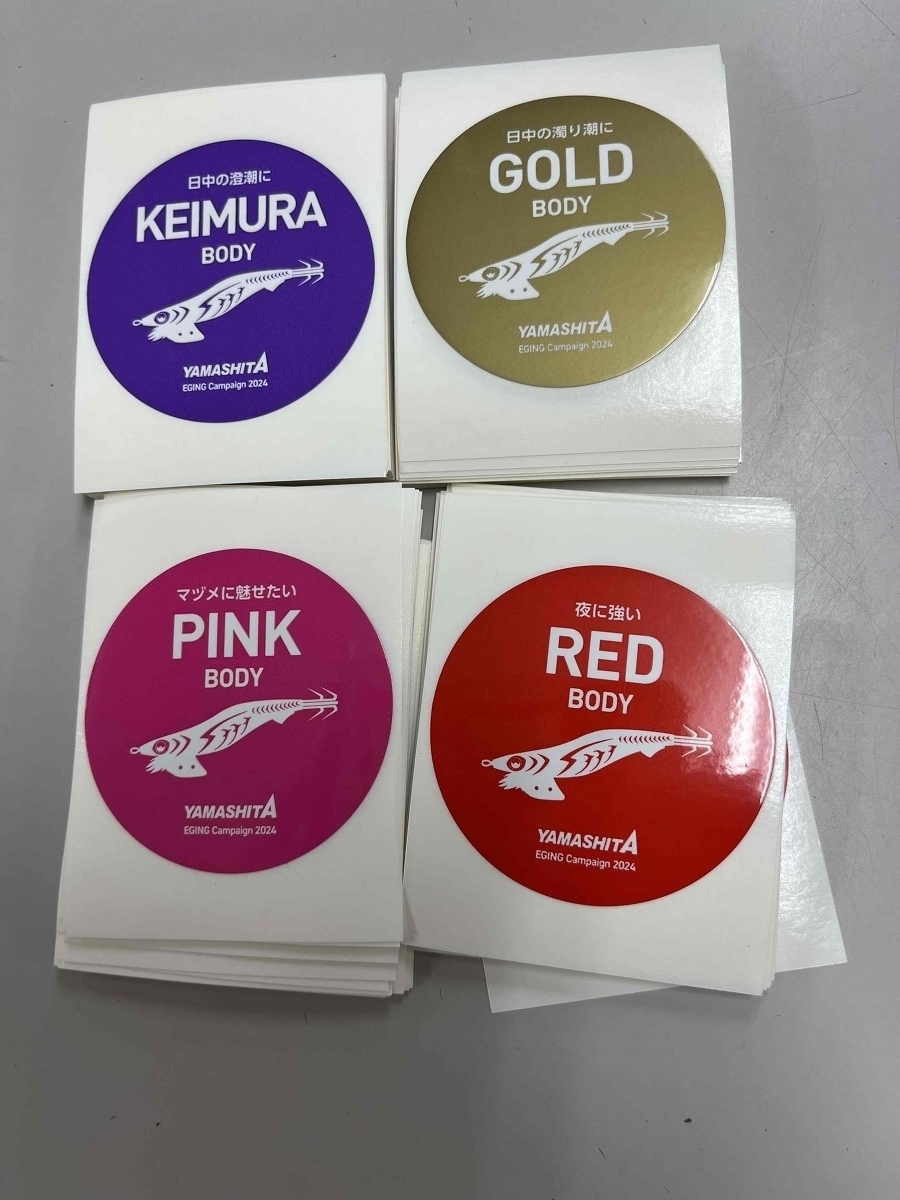 日中の澄潮に
KEIMURA
BODY
YAMASHITA
EGING Campaign 2024
日中の濁り潮に
GOLD
BODY
YAMASHITA
EGING Campaign 2024
マヅメに魅せたい
PINK
BODY
YAMASHITA
EGING Campaign 2024
夜に強い
RED
BODY
YAMASHITA
EGING Campaign 2024